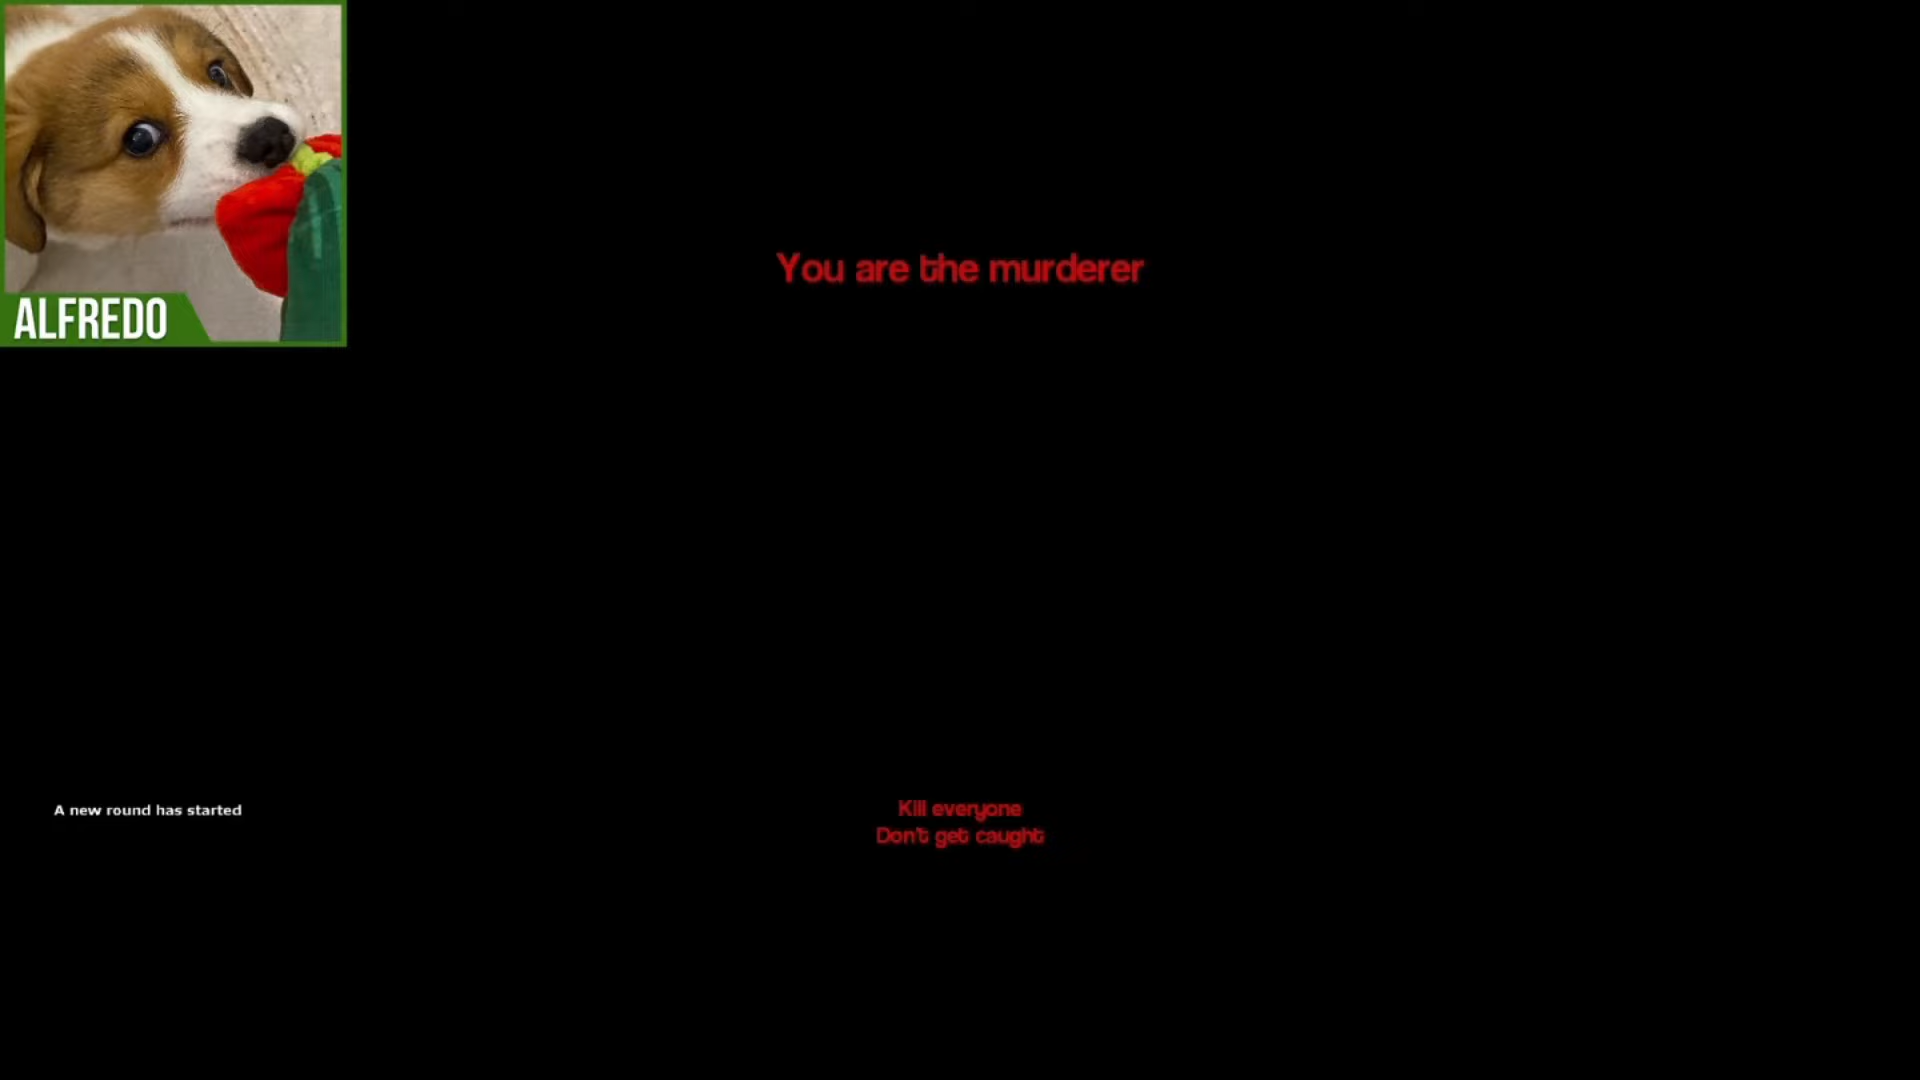 ALFREDO
You are the murderer
A new round has started
Kill everyone
Don't get caught